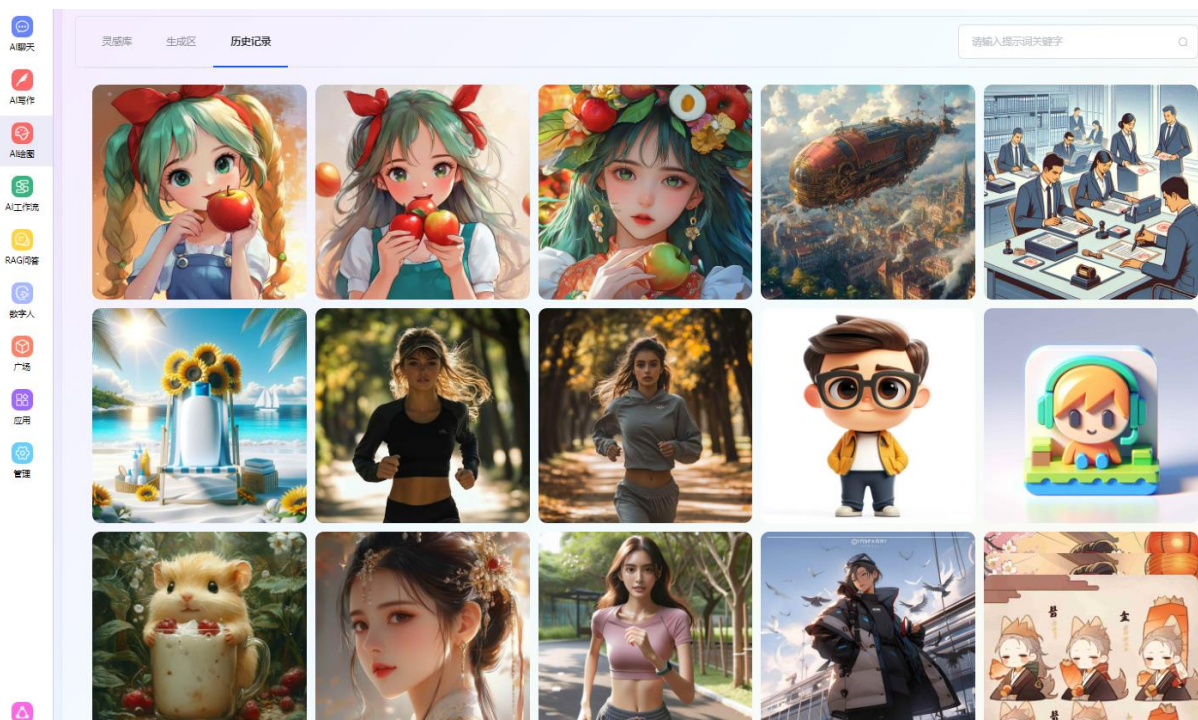 AI聊天
AI写作
AI绘图
AI工作流
RAG问答
数字人
广场
应用
管理
灵感库
生成区
历史记录
请输入提示词关键字